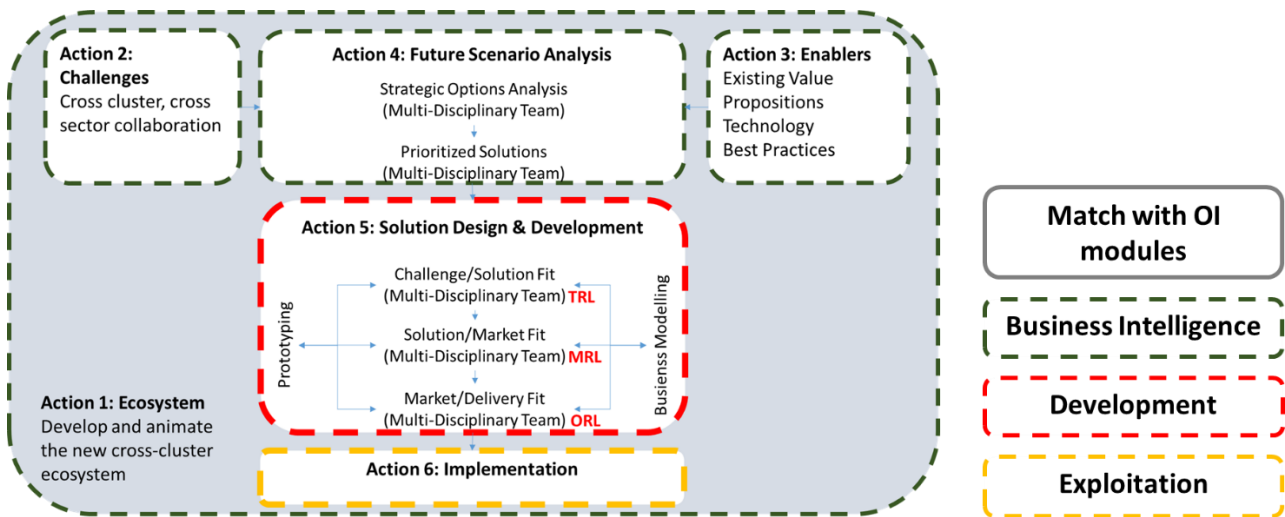 Action 2:
Challenges
Cross cluster, cross
sector collaboration
Action 4: Future Scenario Analysis
Strategic Options Analysis
(Multi-Disciplinary Team)
Prioritized Solutions
(Multi-Disciplinary Team)
Action 3: Enablers
Existing Value
Propositions
Technology
Best Practices
Action 5: Solution Design & Development
Prototyping
Challenge/Solution Fit
(Multi-Disciplinary Team) TRL
Solution/Market Fit
(Multi-Disciplinary Team) MRL
Market/Delivery Fit
(Multi-Disciplinary Team) ORL
Busienss Modelling
Action 1: Ecosystem
Develop and animate
the new cross-cluster
ecosystem
Action 6: Implementation
Match with OI
modules
Business Intelligence
Development
Exploitation